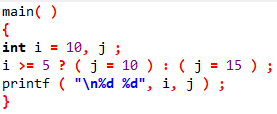 main( )
{
int i = 10, j ;
i >= 5 ? ( j = 10 ) : ( j = 15 ) ;
printf ( "\n%d %d", i, j ) ;
}